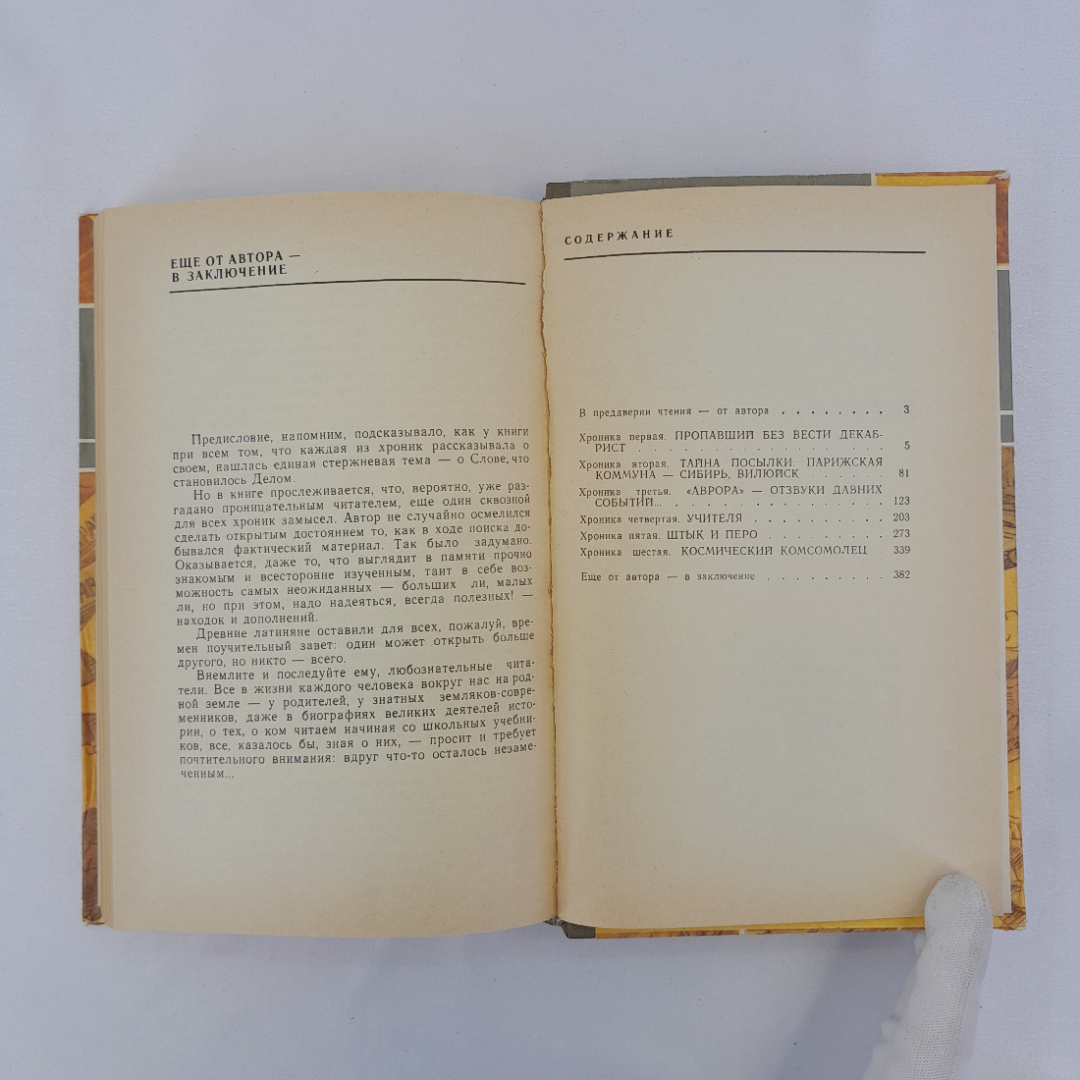 ЕЩЕ ОТ АВТОРА —
В ЗАКЛЮЧЕНИЕ
Предисловие, напомним, подсказывало, как у книги
при всем том, что каждая из хроник рассказывала о
своем, нашлась единая стержневая тема — о Слове, что
становилось Делом.
Но в книге прослеживается, что, вероятно, уже раз-
гадано проницательным читателем, еще один сквозной
для всех хроник замысел. Автор не случайно осмелился
сделать открытым достоянием то, как в ходе поиска до-
бывался фактический материал. Так было задумано.
Оказывается, даже то, что выглядит в памяти прочно
знакомым и всесторонне изученным, таит в себе воз-
можность самых неожиданных — больших ли, малых
ли, но при этом, надо надеяться, всегда полезных! —
находок и дополнений.
Древние латиняне оставили для всех, пожалуй, вре-
мен поучительный завет: один может открыть больше
другого, но никто — всего.
Внемлите и последуйте ему, любознательные чита-
тели. Все в жизни каждого человека вокруг нас на род-
ной земле — у родителей, у знатных земляков-совре-
менников, даже в биографиях великих деятелей исто-
рии, о тех, о ком читаем начиная со школьных учебни-
ков, все, казалось бы, зная о них, — просит и требует
почтительного внимания: вдруг что-то осталось незаме-
ченным...
СОДЕРЖАНИЕ
В преддверии чтения — от автора . . . . . . . . 3
Хроника первая. ПРОПАВШИЙ БЕЗ ВЕСТИ ДЕКАБ-
РИСТ . . . . . . . . . . . . . . . . 5
Хроника вторая. ТАЙНА ПОСЫЛКИ: ПАРИЖСКАЯ
КОММУНА — СИБИРЬ, ВИЛЮЙСК . . . . . 81
Хроника третья. «АВРОРА» — ОТЗВУКИ ДАВНИХ
СОБЫТИЙ... . . . . . . . . . . . . . . 123
Хроника четвертая. УЧИТЕЛЯ . . . . . . . . . . 203
Хроника пятая. ШТЫК И ПЕРО . . . . . . . . . 273
Хроника шестая. КОСМИЧЕСКИЙ КОМСОМОЛЕЦ . 339
Еще от автора — в заключение . . . . . . . . . 382